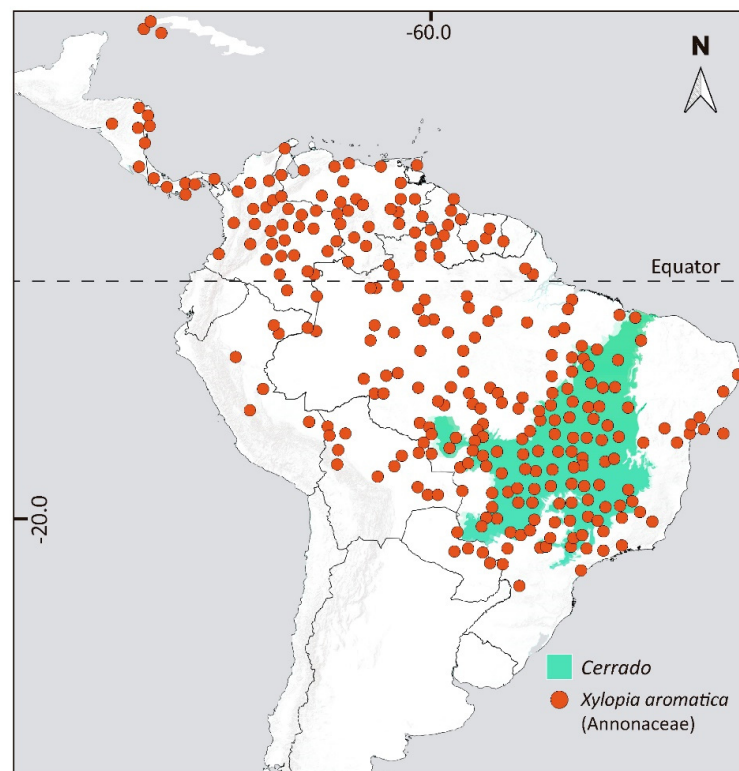 -60.0
N
Equator
-20.0
Cerrado
Xylopia aromatica
(Annonaceae)